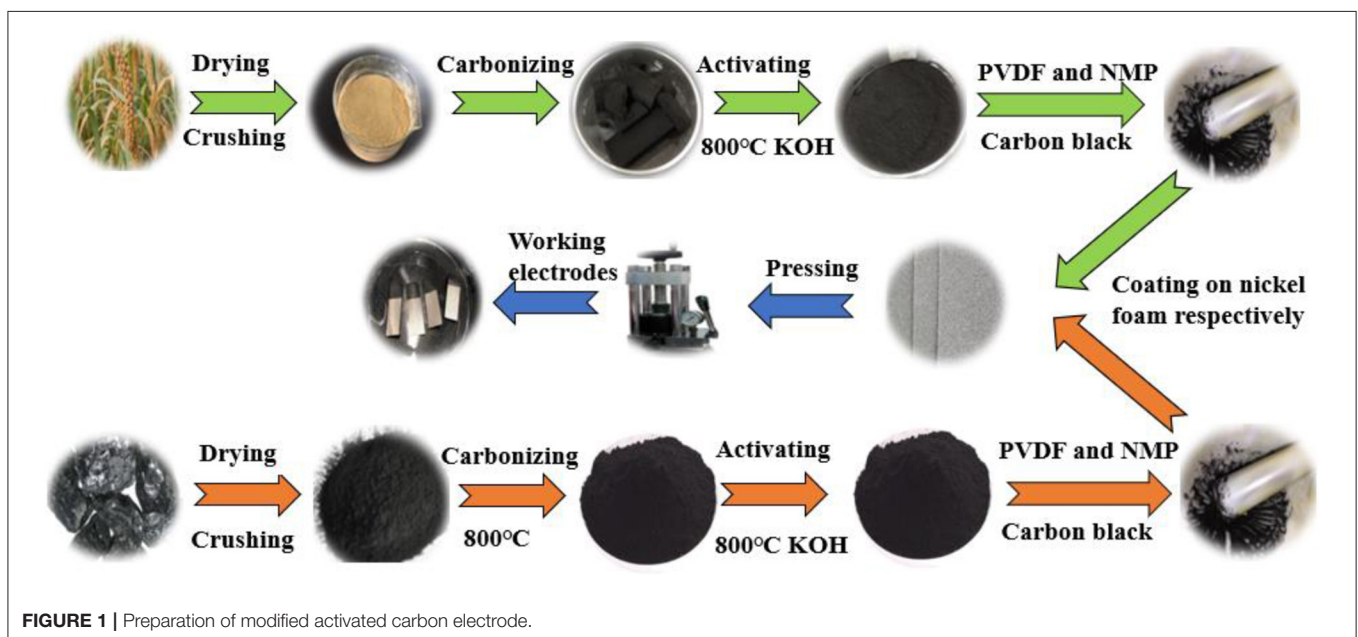 Drying
Crushing
Carbonizing
Activating
800°C KOH
PVDF and NMP
Carbon black
Working
electrodes
Pressing
Coating on nickel
foam respectively
Drying
Crushing
Carbonizing
800°C
Activating
800°C KOH
PVDF and NMP
Carbon black
FIGURE 1 | Preparation of modified activated carbon electrode.